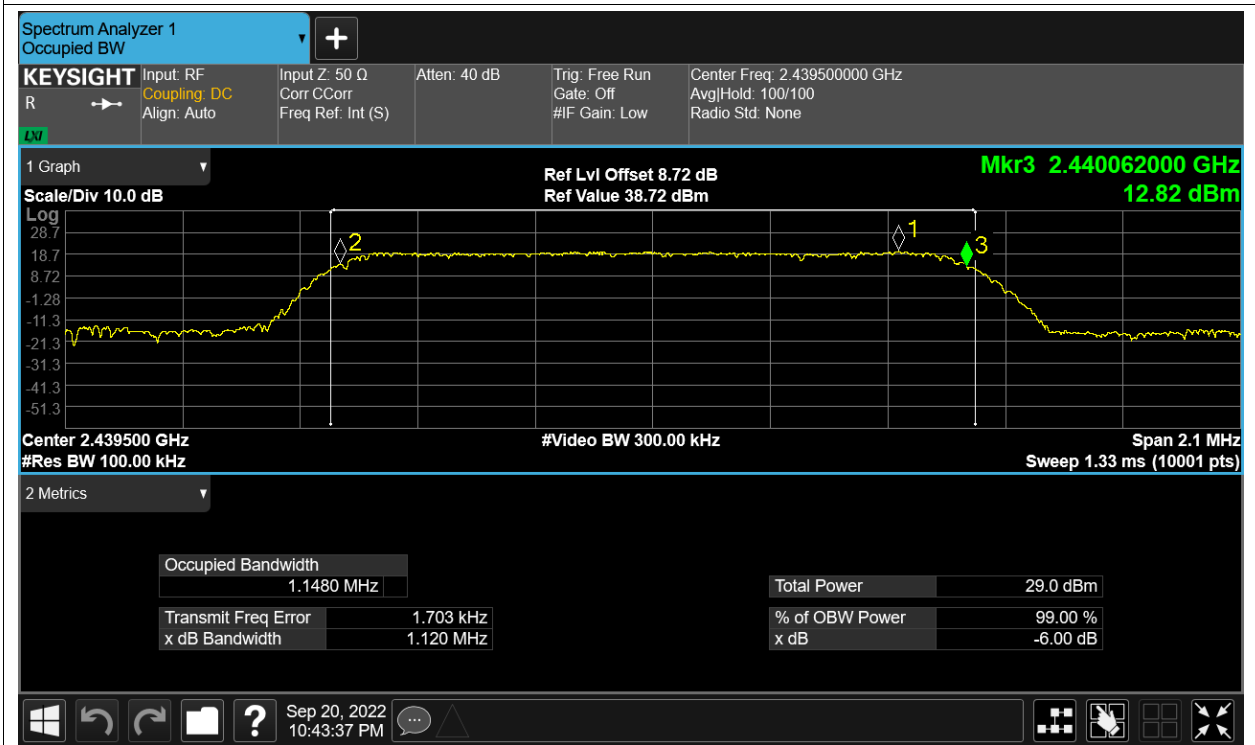 Spectrum Analyzer 1
Occupied BW
KEYSIGHT
R
LXI
Input: RF
Coupling: DC
Align: Auto
Input Z: 50 Ω
Corr CCorr
Freq Ref: Int (S)
Atten: 40 dB
Trig: Free Run
Gate: Off
#IF Gain: Low
Center Freq: 2.439500000 GHz
Avg|Hold: 100/100
Radio Std: None
1 Graph
Scale/Div 10.0 dB
Ref Lvl Offset 8.72 dB
Ref Value 38.72 dBm
Mkr3 2.440062000 GHz
12.82 dBm
Log
28.7
18.7
8.72
-1.28
-11.3
-21.3
-31.3
-41.3
-51.3
2
1
3
Center 2.439500 GHz
#Video BW 300.00 kHz
Span 2.1 MHz
#Res BW 100.00 kHz
Sweep 1.33 ms (10001 pts)
2 Metrics
Occupied Bandwidth
1.1480 MHz
Total Power 29.0 dBm
Transmit Freq Error 1.703 kHz
% of OBW Power 99.00 %
x dB Bandwidth 1.120 MHz
x dB -6.00 dB
?
Sep 20, 2022
10:43:37 PM